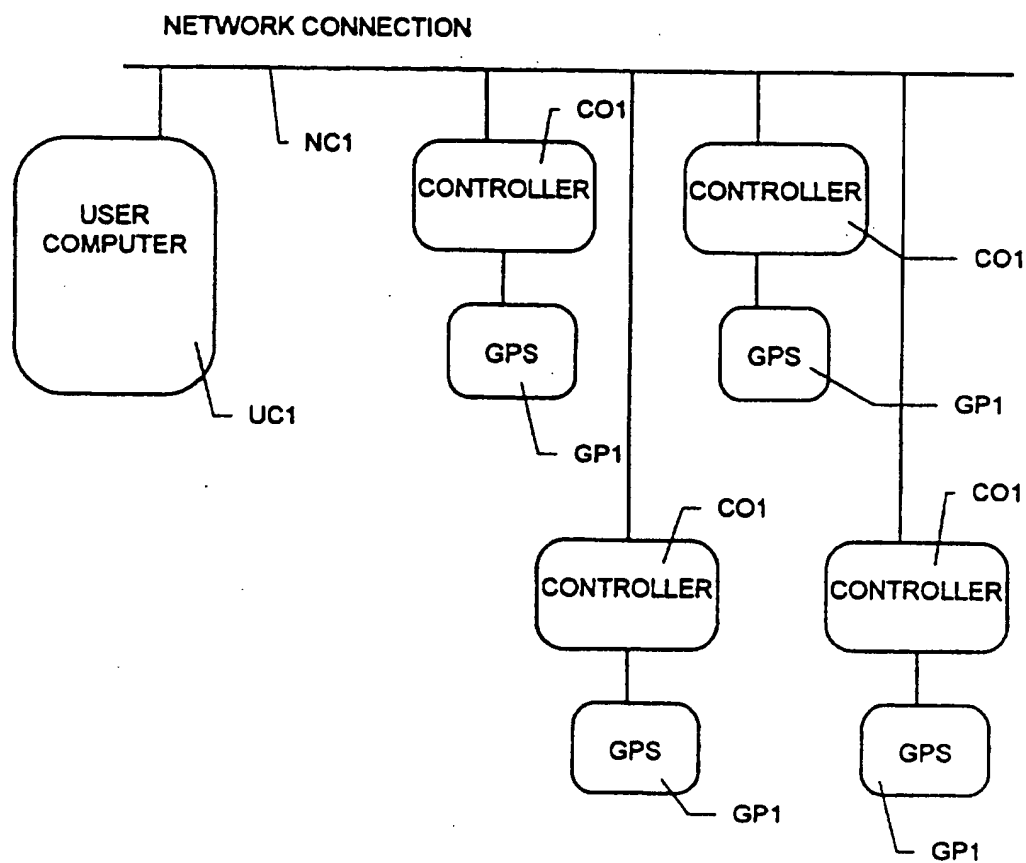 NETWORK CONNECTION
NC1
CO1
CONTROLLER
CONTROLLER
USER
COMPUTER
CO1
GPS
GPS
UC1
GP1
GP1
CO1
CO1
CONTROLLER
CONTROLLER
GPS
GPS
GP1
GP1